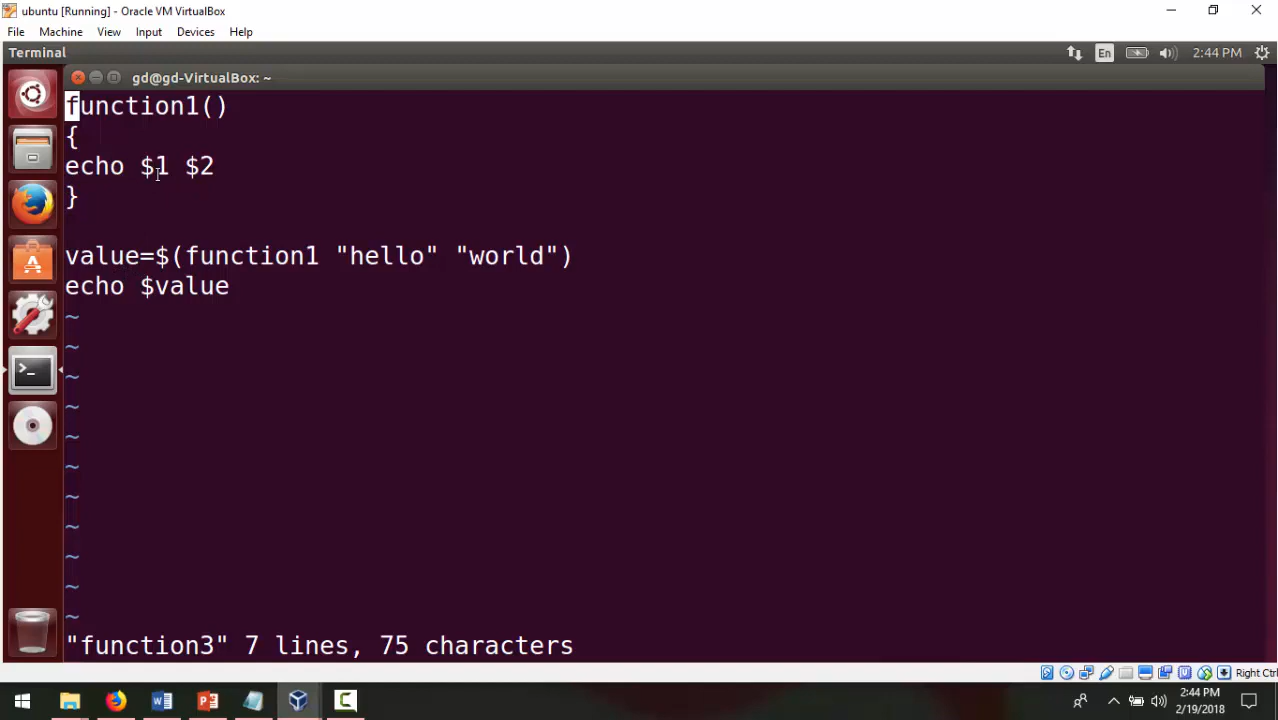 ubuntu [Running] - Oracle VM VirtualBox
File Machine View Input Devices Help
Terminal En 2:44 PM
gd@gd-VirtualBox: ~
function1()
{
echo $1 $2
}
value=$(function1 "hello" "world")
echo $value
~
~
~
~
~
~
~
~
~
~
~
"function3" 7 lines, 75 characters
Right Ctrl
2:44 PM
2/19/2018